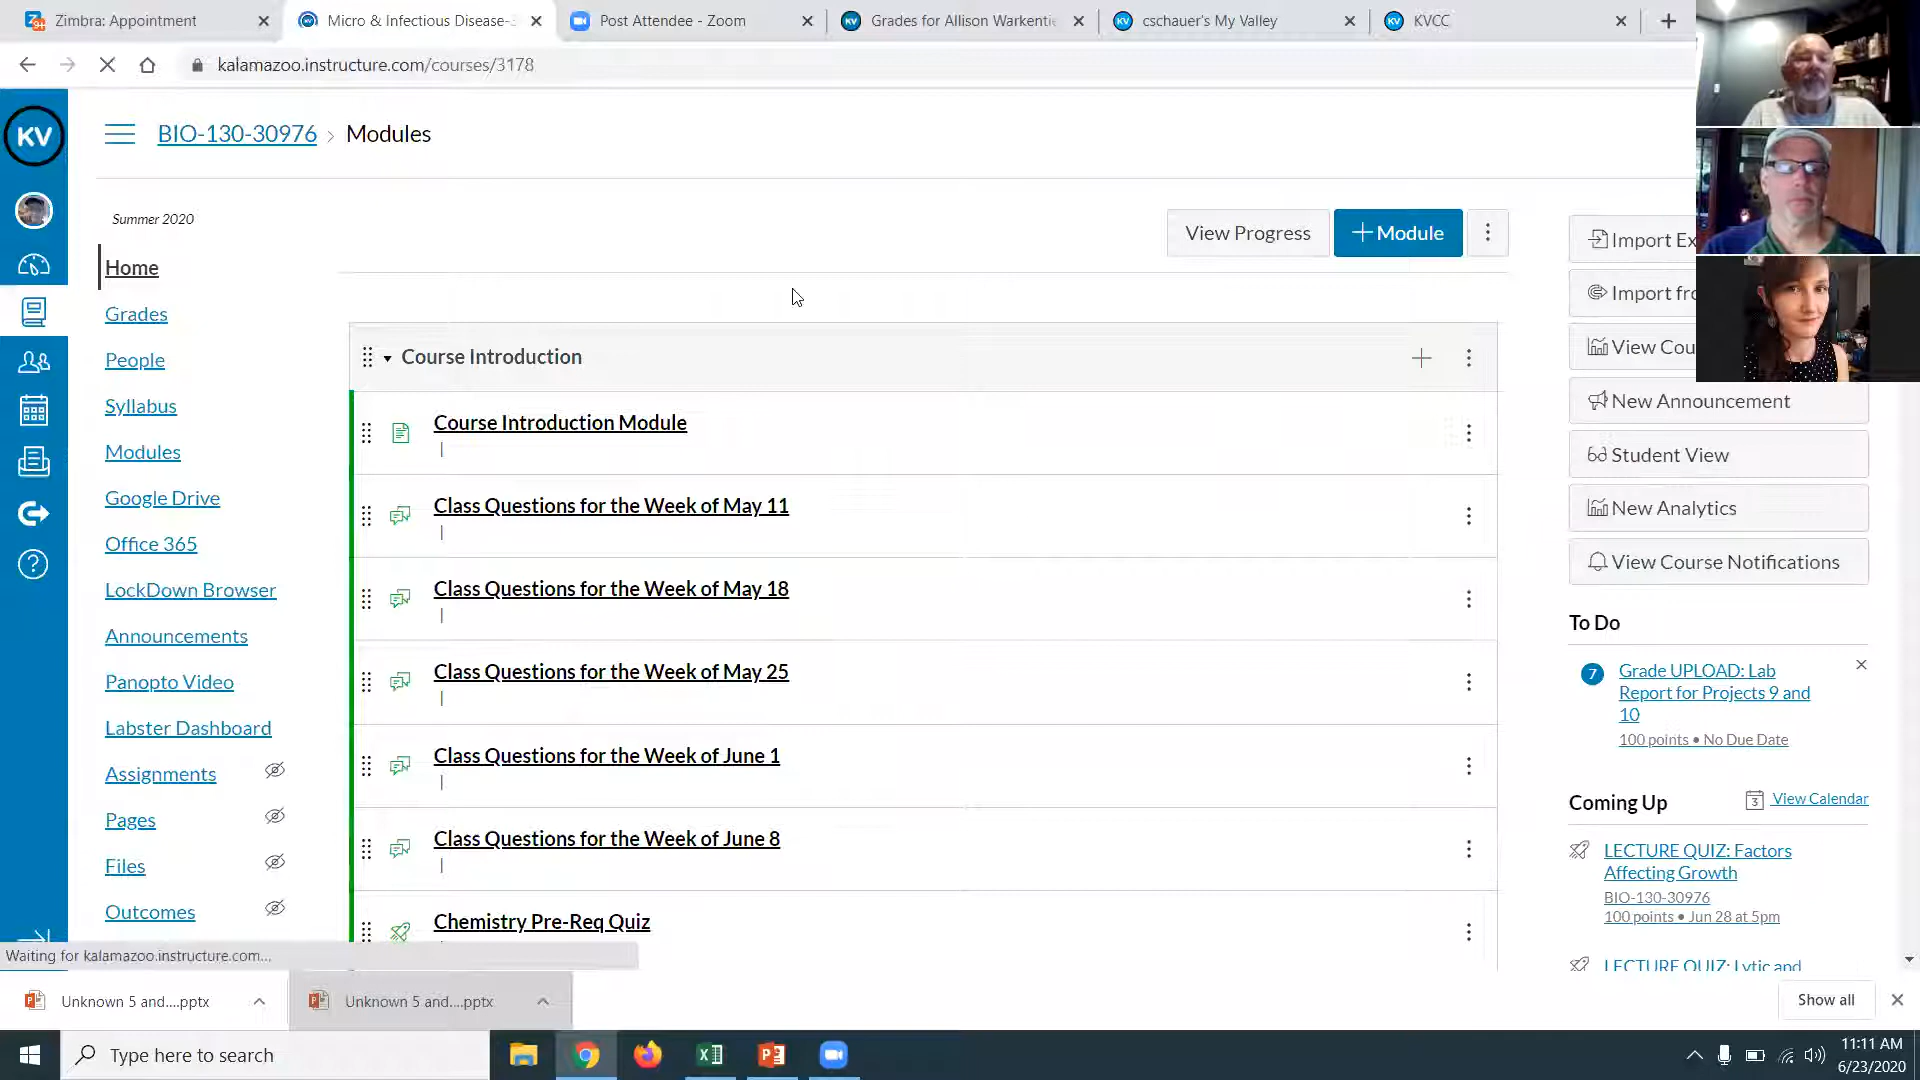 Zimbra: Appointment
Micro & Infectious Disease-
Post Attendee - Zoom
Grades for Allison Warkentie
cschauer's My Valley
KVCC
kalamazoo.instructure.com/courses/3178
KV
BIO-130-30976 > Modules
Summer 2020
Home
Grades
People
Syllabus
Modules
Google Drive
Office 365
LockDown Browser
Announcements
Panopto Video
Labster Dashboard
Assignments
Pages
Files
Outcomes
View Progress
+ Module
Course Introduction
Course Introduction Module
|
Class Questions for the Week of May 11
|
Class Questions for the Week of May 18
|
Class Questions for the Week of May 25
|
Class Questions for the Week of June 1
|
Class Questions for the Week of June 8
|
Chemistry Pre-Req Quiz
Import Ex
Import fro
View Cou
New Announcement
Student View
New Analytics
View Course Notifications
To Do
7
Grade UPLOAD: Lab
Report for Projects 9 and
10
100 points • No Due Date
Coming Up
3
View Calendar
LECTURE QUIZ: Factors
Affecting Growth
BIO-130-30976
100 points • Jun 28 at 5pm
LECTURE QUIZ: Lytic and
Waiting for kalamazoo.instructure.com...
Unknown 5 and....pptx
Unknown 5 and....pptx
Show all
Type here to search
11:11 AM
6/23/2020